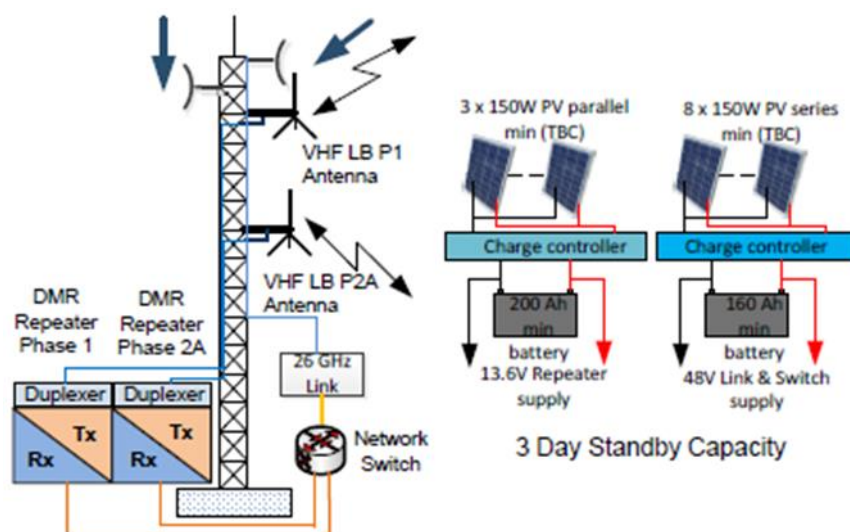 VHF LB P1
Antenna
VHF LB P2A
Antenna
DMR
Repeater
Phase 1
DMR
Repeater
Phase 2A
Duplexer
Duplexer
Tx
Rx
Tx
Rx
26 GHz
Link
Network
Switch
3 x 150W PV parallel
min (TBC)
Charge controller
200 Ah
min
battery
13.6V Repeater
supply
8 x 150W PV series
min (TBC)
Charge controller
160 Ah
min
battery
48V Link & Switch
supply
3 Day Standby Capacity